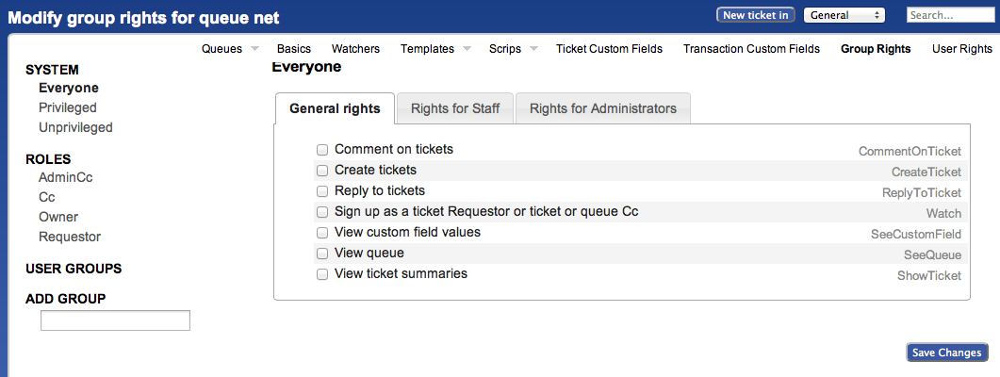 Modify group rights for queue net
New ticket in General Search...
Queues Basics Watchers Templates Scrips Ticket Custom Fields Transaction Custom Fields Group Rights User Rights
SYSTEM
Everyone
Privileged
Unprivileged
ROLES
AdminCc
Cc
Owner
Requestor
USER GROUPS
ADD GROUP
Everyone
General rights Rights for Staff Rights for Administrators
Comment on tickets CommentOnTicket
Create tickets CreateTicket
Reply to tickets ReplyToTicket
Sign up as a ticket Requestor or ticket or queue Cc Watch
View custom field values SeeCustomField
View queue SeeQueue
View ticket summaries ShowTicket
Save Changes